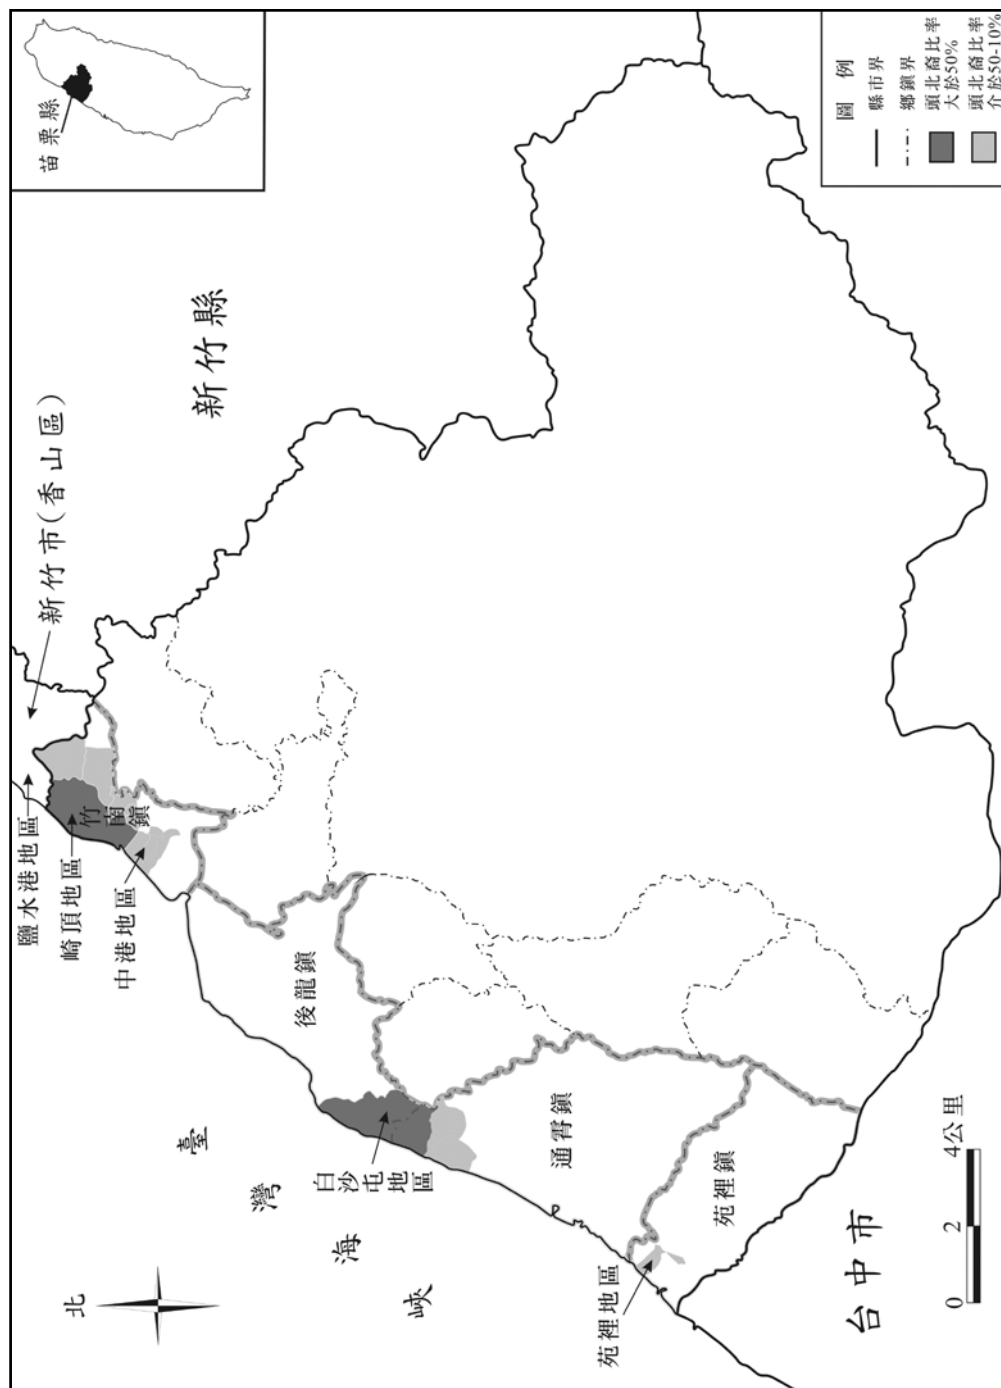 苗栗縣
圖 例
縣市界
鄉鎮界
頭北裔比率
大於50%
頭北裔比率
介於50-10%
新竹縣
新竹市(香山區)
鹽水港地區
崎頂地區
竹南鎮
中港地區
後龍鎮
白沙屯地區
通霄鎮
苑裡鎮
苑裡地區
臺灣海峽
北
台中市
0 2 4公里